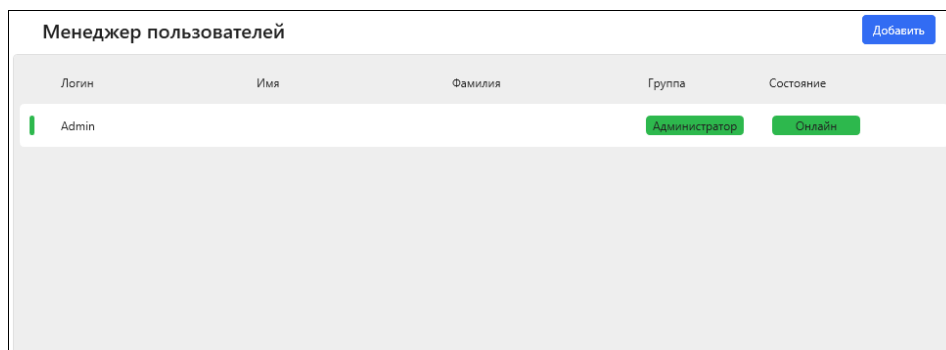 Менеджер пользователей Добавить
Логин Имя Фамилия Группа Состояние
Admin Администратор Онлайн